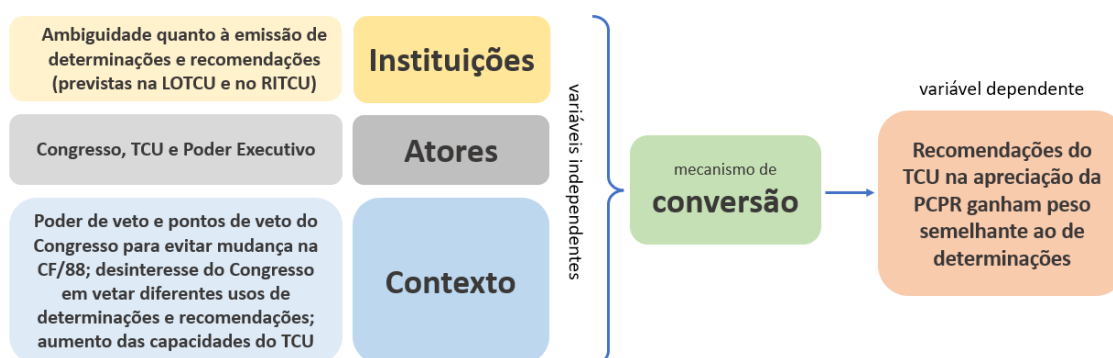 Ambiguidade quanto à emissão de
determinações e recomendações
(previstas na LOTCU e no RITCU)
Instituições
Congresso, TCU e Poder Executivo
Atores
Poder de veto e pontos de veto do
Congresso para evitar mudança na
CF/88; desinteresse do Congresso
em vetar diferentes usos de
determinações e recomendações;
aumento das capacidades do TCU
Contexto
variáveis independentes
mecanismo de
conversão
variável dependente
Recomendações do
TCU na apreciação da
PCPR ganham peso
semelhante ao de
determinações